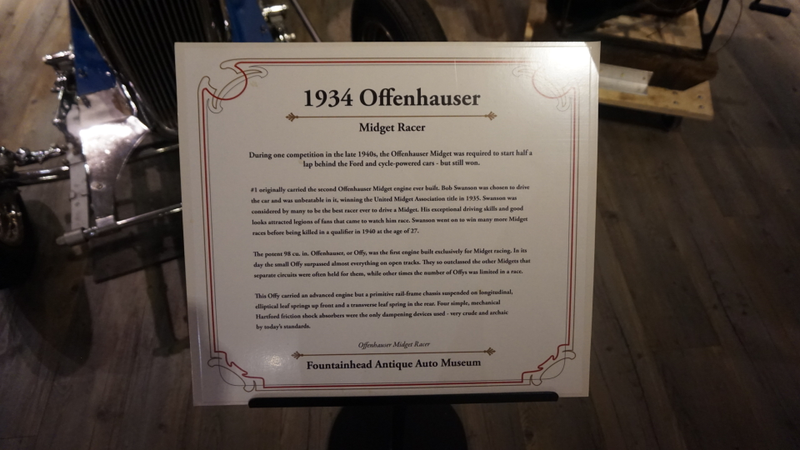 1934 Offenhauser
Midget Racer
During one competition in the late 1940s, the Offenhauser Midget was required to start half a
lap behind the Ford and cycle-powered cars - but still won.
#1 originally carried the second Offenhauser Midget engine ever built. Bob Swanson was chosen to drive
the car and was unbeatable in it, winning the United Midget Association title in 1935. Swanson was
considered by many to be the best racer ever to drive a Midget. His exceptional driving skills and good
looks attracted legions of fans that came to watch him race. Swanson went on to win many more Midget
races before being killed in a qualifier in 1940 at the age of 27.
The potent 98 cu. in. Offenhauser, or Offy, was the first engine built exclusively for Midget racing. In its
day the small Offy surpassed almost everything on open tracks. They so outclassed the other Midgets that
separate circuits were often held for them, while other times the number of Offys was limited in a race.
This Offy carried an advanced engine but a primitive rail-frame chassis suspended on longitudinal,
elliptical leaf springs up front and a transverse leaf spring in the rear. Four simple, mechanical
Hartford friction shock absorbers were the only dampening devices used - very crude and archaic
by today's standards.
Offenhauser Midget Racer
Fountainhead Antique Auto Museum